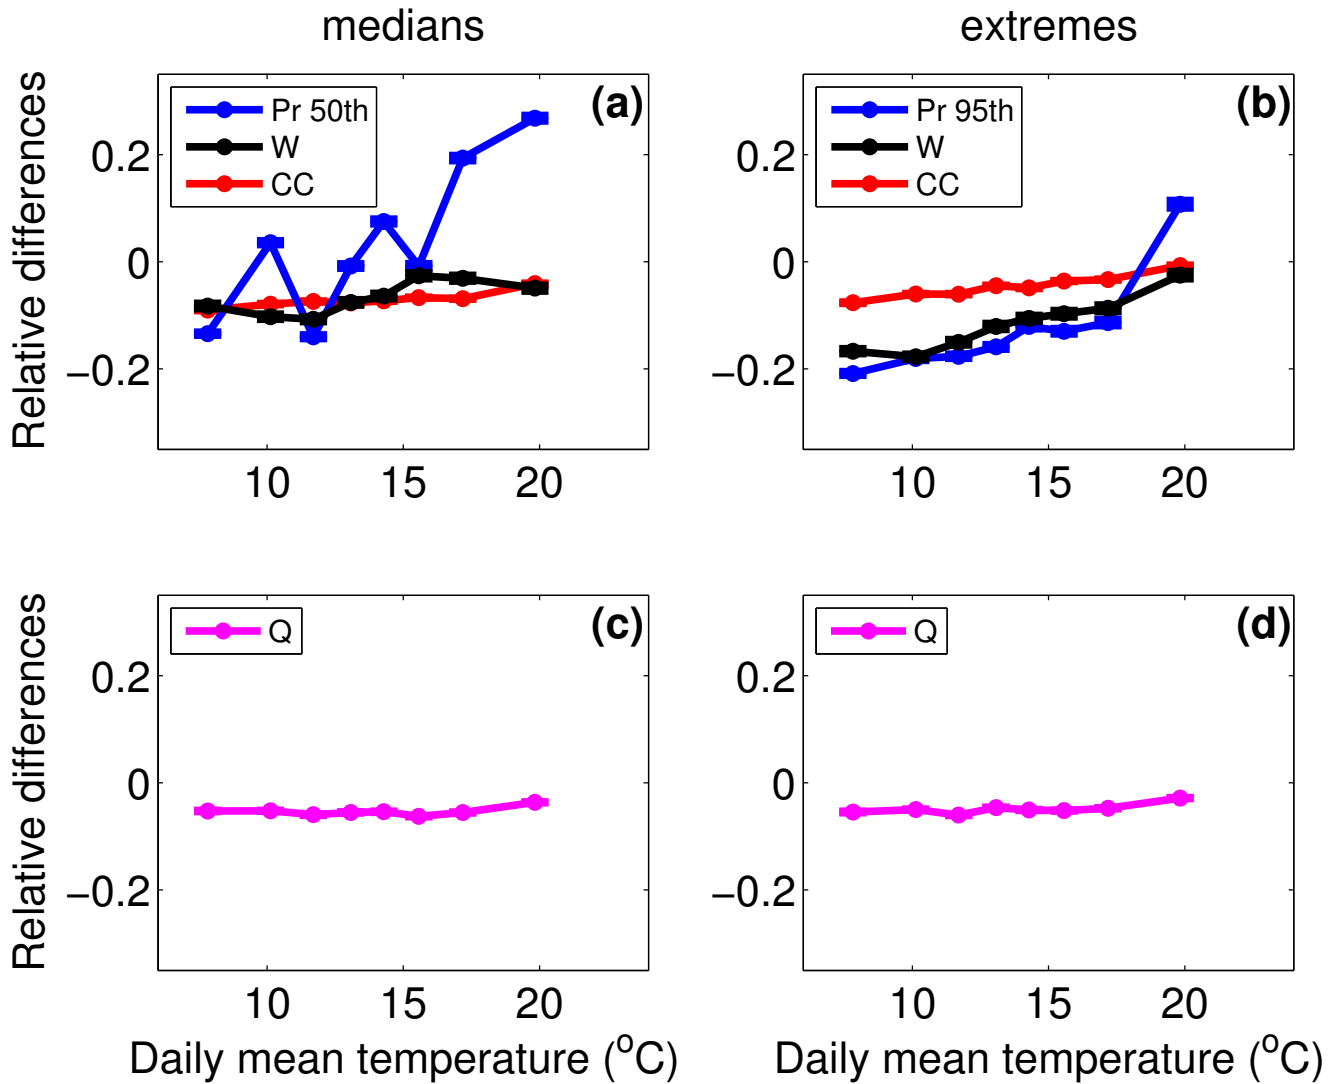 medians
extremes
Relative differences
Pr 50th
W
CC
(a)
0.2
0
−0.2
10
15
20
Pr 95th
W
CC
(b)
0.2
0
−0.2
10
15
20
Relative differences
Q
(c)
0.2
0
−0.2
10
15
20
Daily mean temperature (°C)
Q
(d)
0.2
0
−0.2
10
15
20
Daily mean temperature (°C)